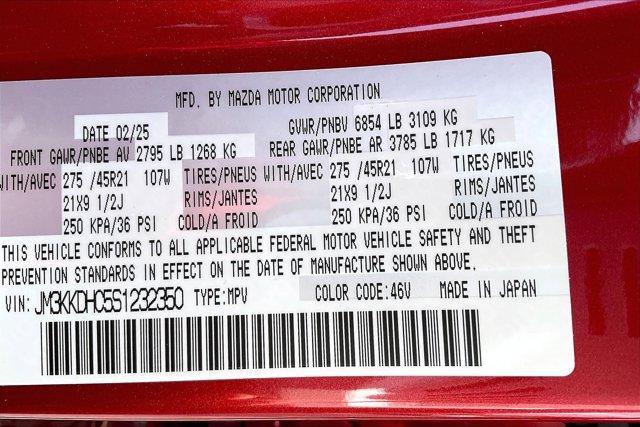 MFD. BY MAZDA MOTOR CORPORATION
DATE 02/25 GVWR/PNBV 6854 LB 3109 KG
FRONT GAWR/PNBE AV 2795 LB 1268 KG REAR GAWR/PNBE AR 3785 LB 1717 KG
WITH/AVEC 275 /45R21 107W TIRES/PNEUS WITH/AVEC 275 /45R21 107W TIRES/PNEUS
21X9 1/2J RIMS/JANTES 21X9 1/2J RIMS/JANTES
250 KPA/36 PSI COLD/A FROID 250 KPA/36 PSI COLD/A FROID
THIS VEHICLE CONFORMS TO ALL APPLICABLE FEDERAL MOTOR VEHICLE SAFETY AND THEFT
PREVENTION STANDARDS IN EFFECT ON THE DATE OF MANUFACTURE SHOWN ABOVE.
VIN: JM3KKDHC5S1232350 TYPE:MPV COLOR CODE:46V MADE IN JAPAN